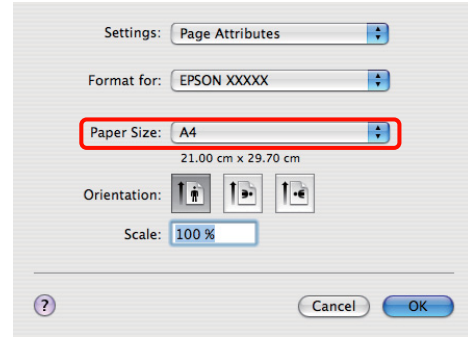 Settings: Page Attributes
Format for: EPSON XXXXX
Paper Size: A4
21.00 cm x 29.70 cm
Orientation:
Scale: 100 %
? Cancel OK